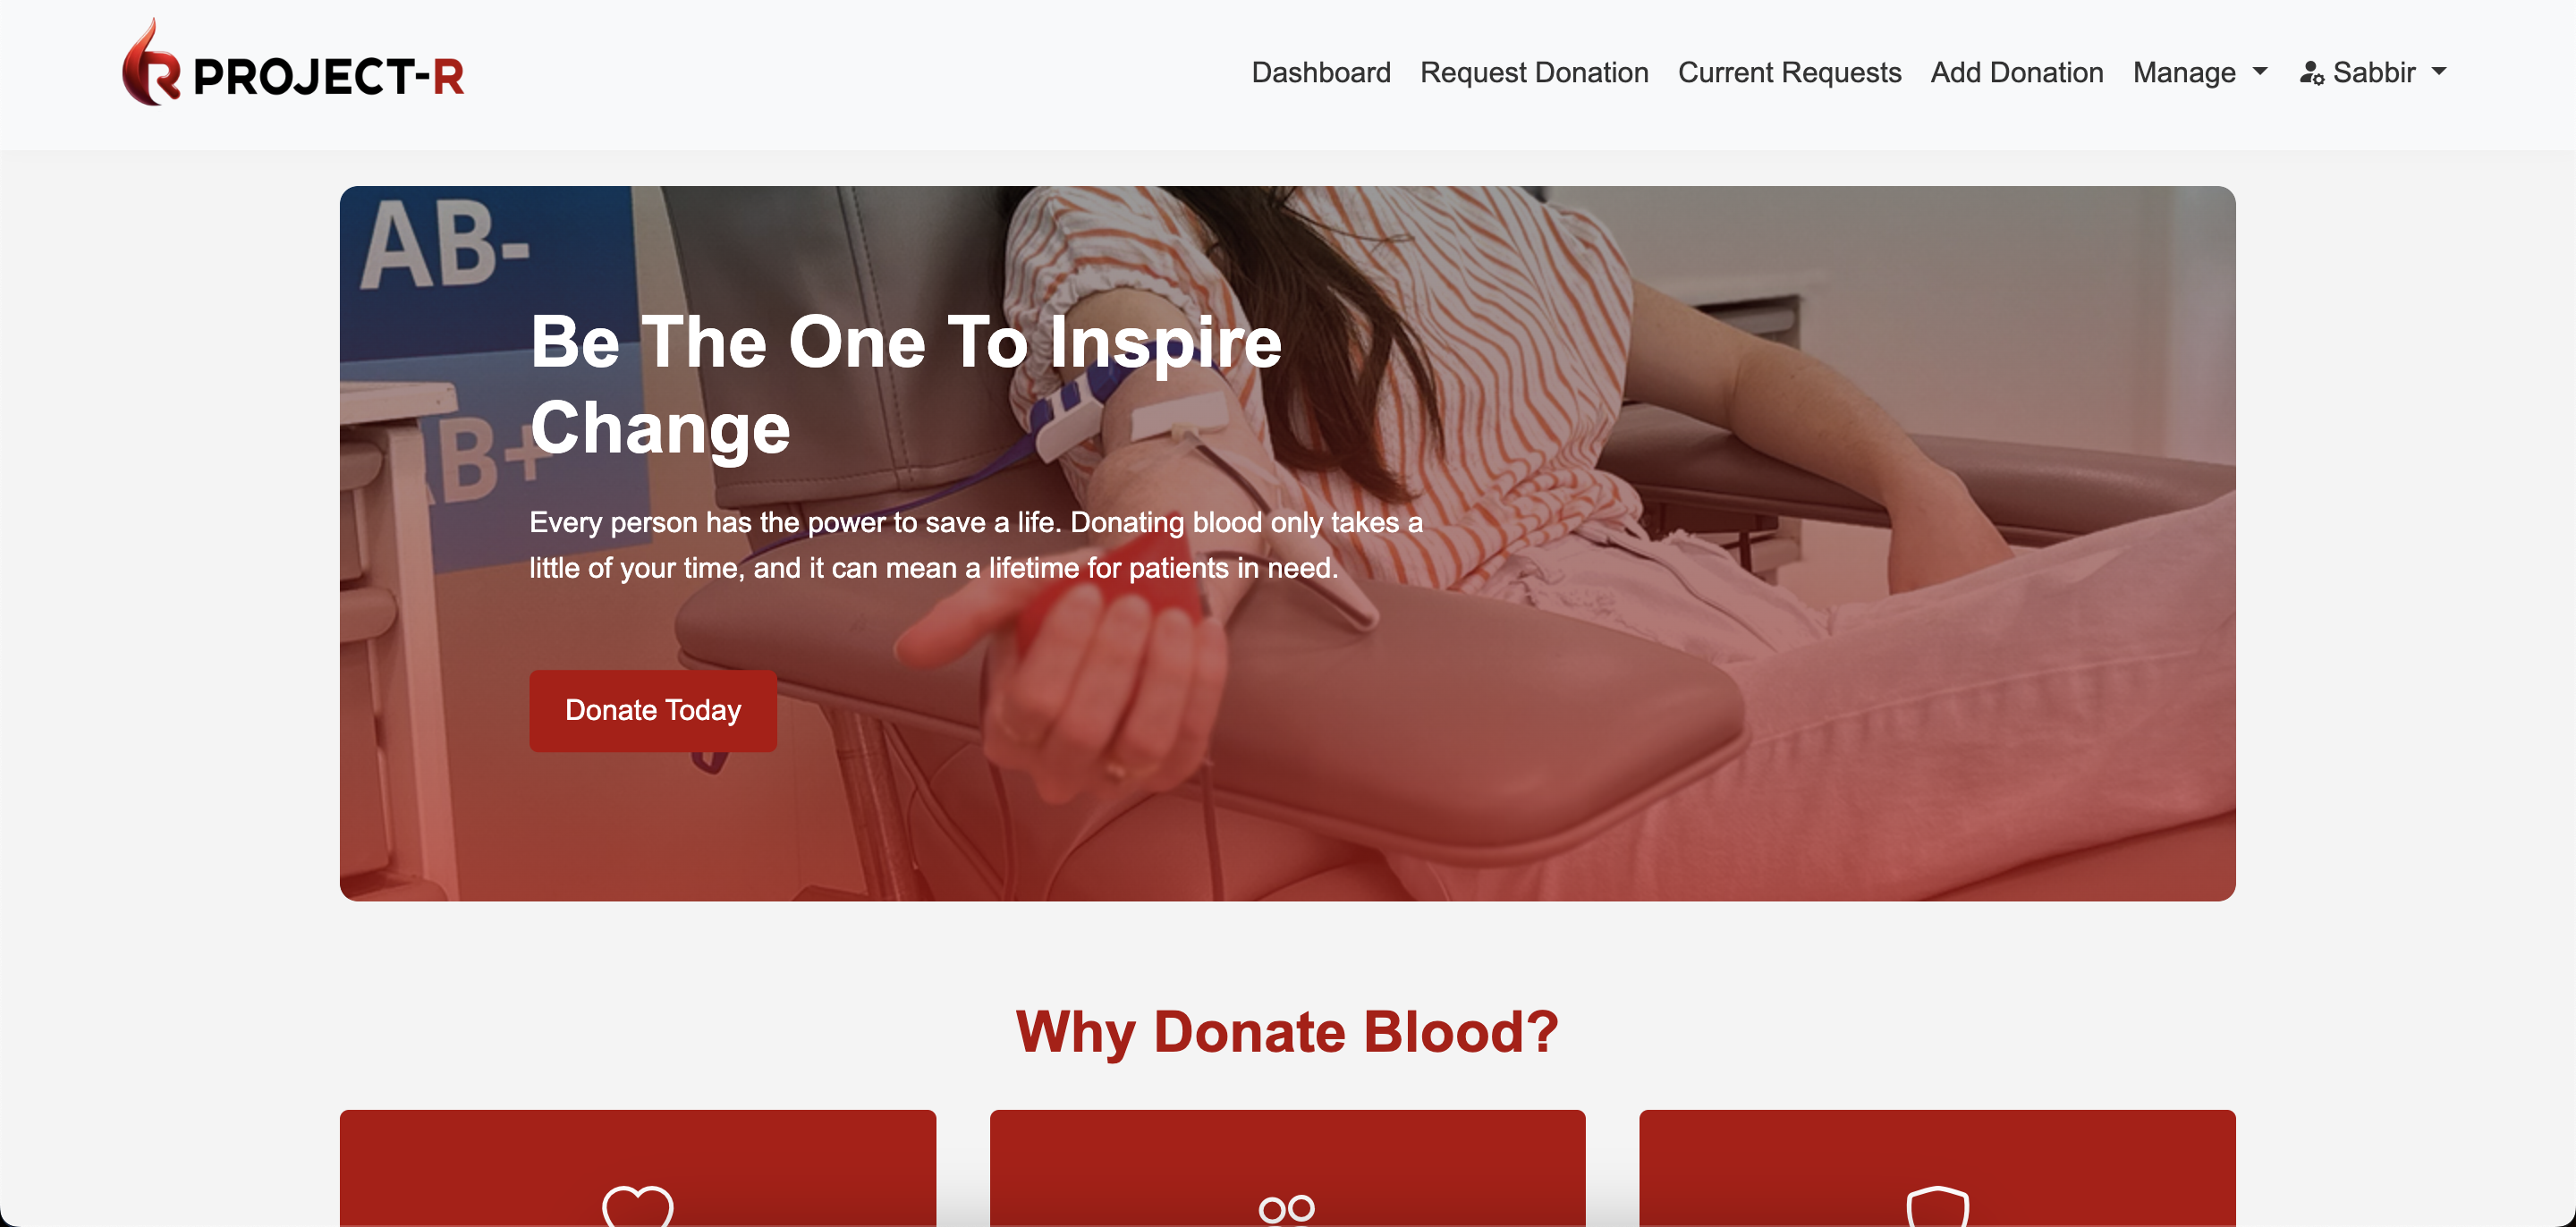 PROJECT-R
Dashboard Request Donation Current Requests Add Donation Manage Sabbir
AB-
AB+
Be The One To Inspire
Change
Every person has the power to save a life. Donating blood only takes a
little of your time, and it can mean a lifetime for patients in need.
Donate Today
Why Donate Blood?